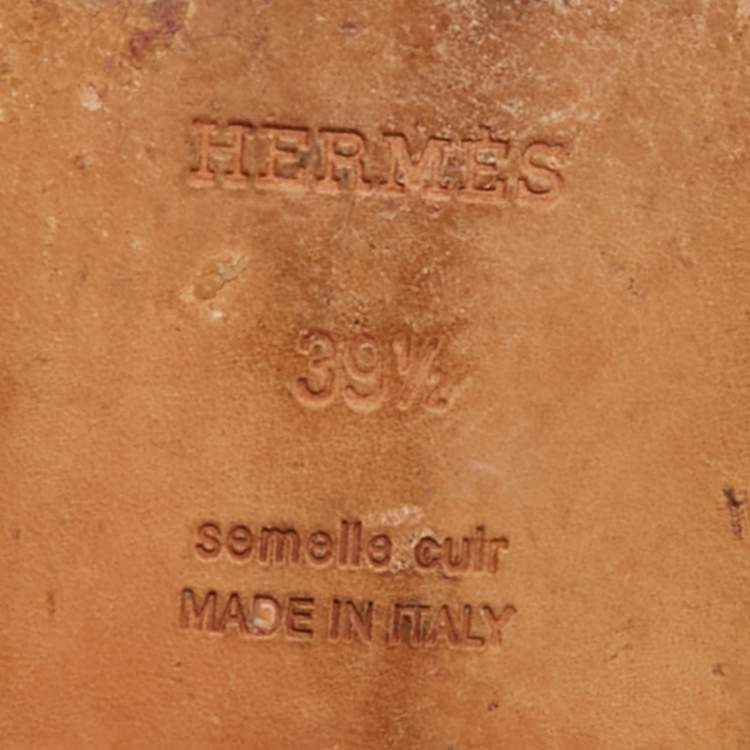 HERMÈS
39½
semelle cuir
MADE IN ITALY